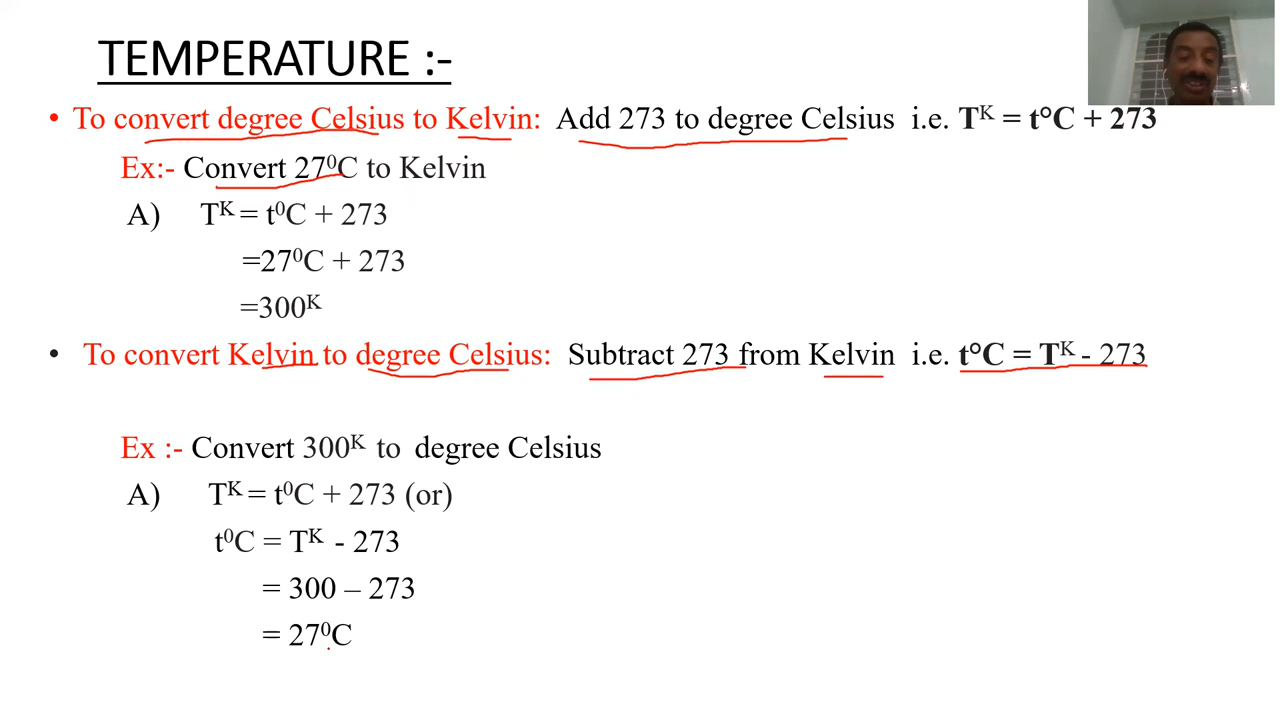 TEMPERATURE :-
• To convert degree Celsius to Kelvin: Add 273 to degree Celsius i.e. Tᴷ = t°C + 273
Ex:- Convert 27⁰C to Kelvin
A) Tᴷ = t⁰C + 273
=27⁰C + 273
=300ᴷ
• To convert Kelvin to degree Celsius: Subtract 273 from Kelvin i.e. t°C = Tᴷ - 273
Ex :- Convert 300ᴷ to degree Celsius
A) Tᴷ = t⁰C + 273 (or)
t⁰C = Tᴷ - 273
= 300 – 273
= 27⁰C